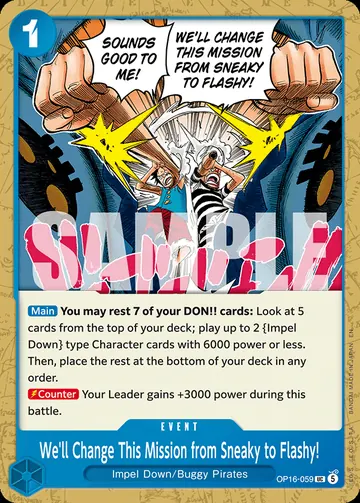 1
SOUNDS
GOOD TO
ME!
WE'LL CHANGE
THIS MISSION
FROM SNEAKY
TO FLASHY!
SAMPLE
Main You may rest 7 of your DON!! cards: Look at 5
cards from the top of your deck; play up to 2 {Impel
Down} type Character cards with 6000 power or less.
Then, place the rest at the bottom of your deck in any
order.
Counter Your Leader gains +3000 power during this
battle.
EVENT
We'll Change This Mission from Sneaky to Flashy!
Impel Down/Buggy Pirates
OP16-059 UC 5